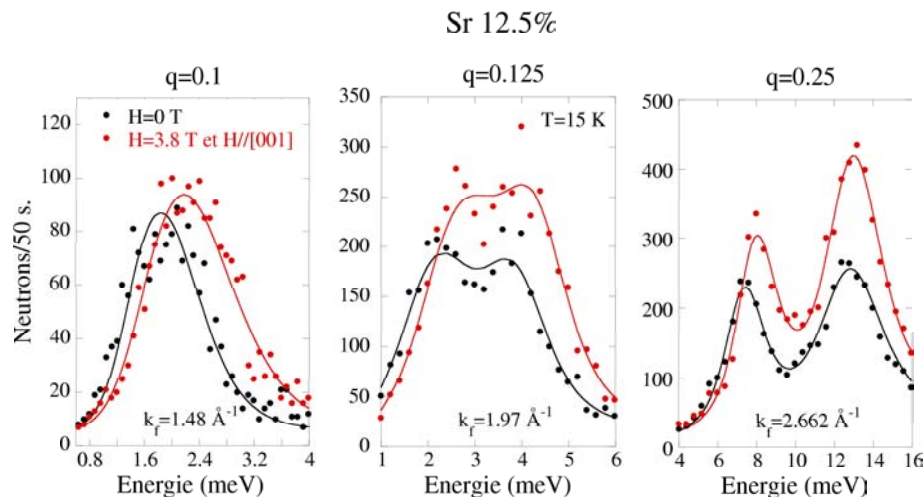 Sr 12.5%
q=0.1
q=0.125
q=0.25
Neutrons/50 s.
120
100
80
60
40
20
0
H=0 T
H=3.8 T et H//[001]
k_f=1.48 Å⁻¹
0.8 1.6 2.4 3.2 4
Energie (meV)
350
300
250
200
150
100
50
0
T=15 K
k_f=1.97 Å⁻¹
1 2 3 4 5 6
Energie (meV)
500
400
300
200
100
0
k_f=2.662 Å⁻¹
4 6 8 10 12 14 16
Energie (meV)